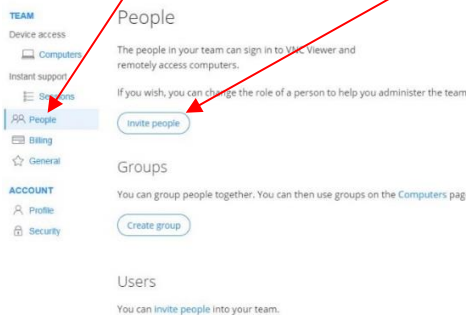 TEAM
Device access
Computers
Instant support
Sessions
People
Billing
General
ACCOUNT
Profile
Security
People
The people in your team can sign in to VNC Viewer and
remotely access computers.
If you wish, you can change the role of a person to help you administer the team
Invite people
Groups
You can group people together. You can then use groups on the Computers pag
Create group
Users
You can invite people into your team.